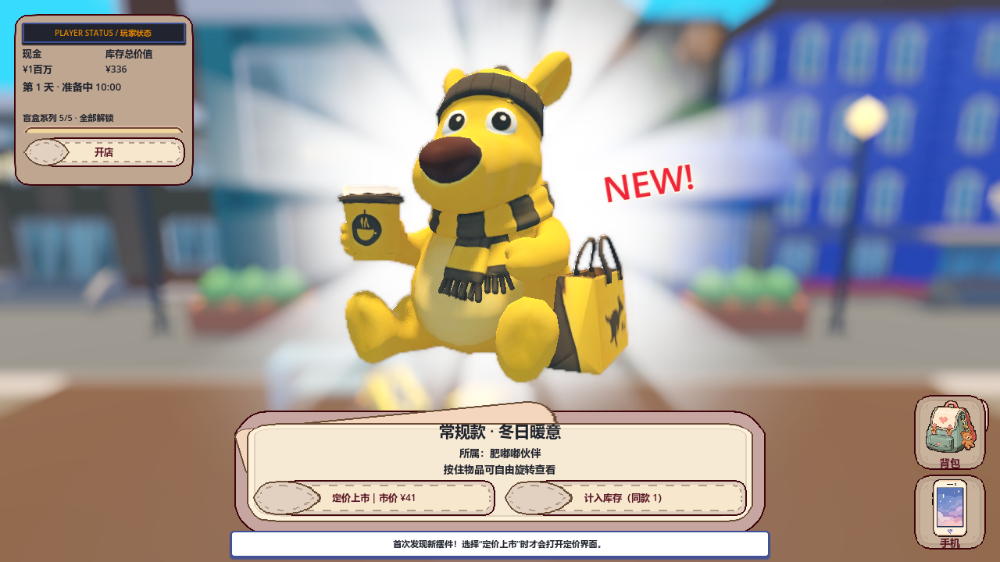 PLAYER STATUS / 玩家状态
现金
库存总价值
¥1百万
¥336
第 1 天 · 准备中 10:00
盲盒系列 5/5 · 全部解锁
开店
NEW!
常规款 · 冬日暖意
所属：肥嘟嘟伙伴
按住物品可自由旋转查看
定价上市 | 市价 ¥41
计入库存（同款 1）
首次发现新摆件！选择“定价上市”时才会打开定价界面。
背包
手机